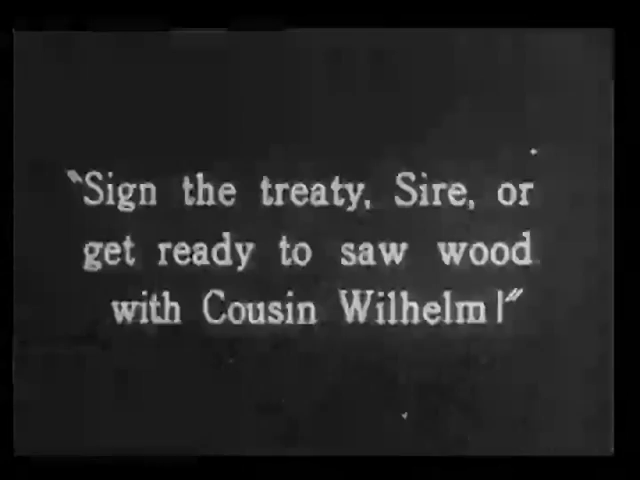 "Sign the treaty, Sire, or
get ready to saw wood
with Cousin Wilhelm!"